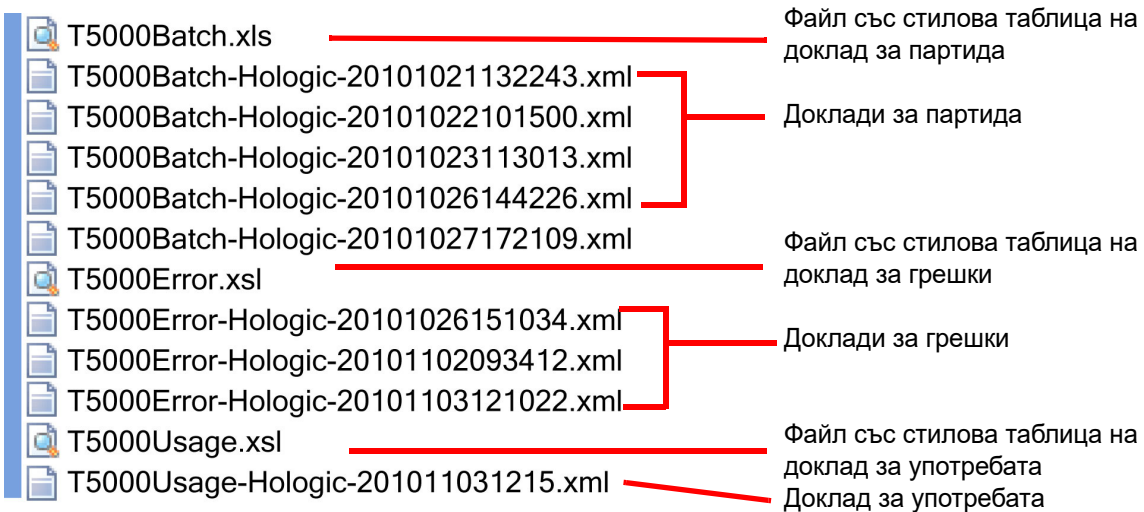 T5000Batch.xls
T5000Batch-Hologic-20101021132243.xml
T5000Batch-Hologic-20101022101500.xml
T5000Batch-Hologic-20101023113013.xml
T5000Batch-Hologic-20101026144226.xml
T5000Batch-Hologic-20101027172109.xml
T5000Error.xsl
T5000Error-Hologic-20101026151034.xml
T5000Error-Hologic-20101102093412.xml
T5000Error-Hologic-20101103121022.xml
T5000Usage.xsl
T5000Usage-Hologic-201011031215.xml
Файл със стилова таблица на
доклад за партида
Доклади за партида
Файл със стилова таблица на
доклад за грешки
Доклади за грешки
Файл със стилова таблица на
доклад за употребата
Доклад за употребата